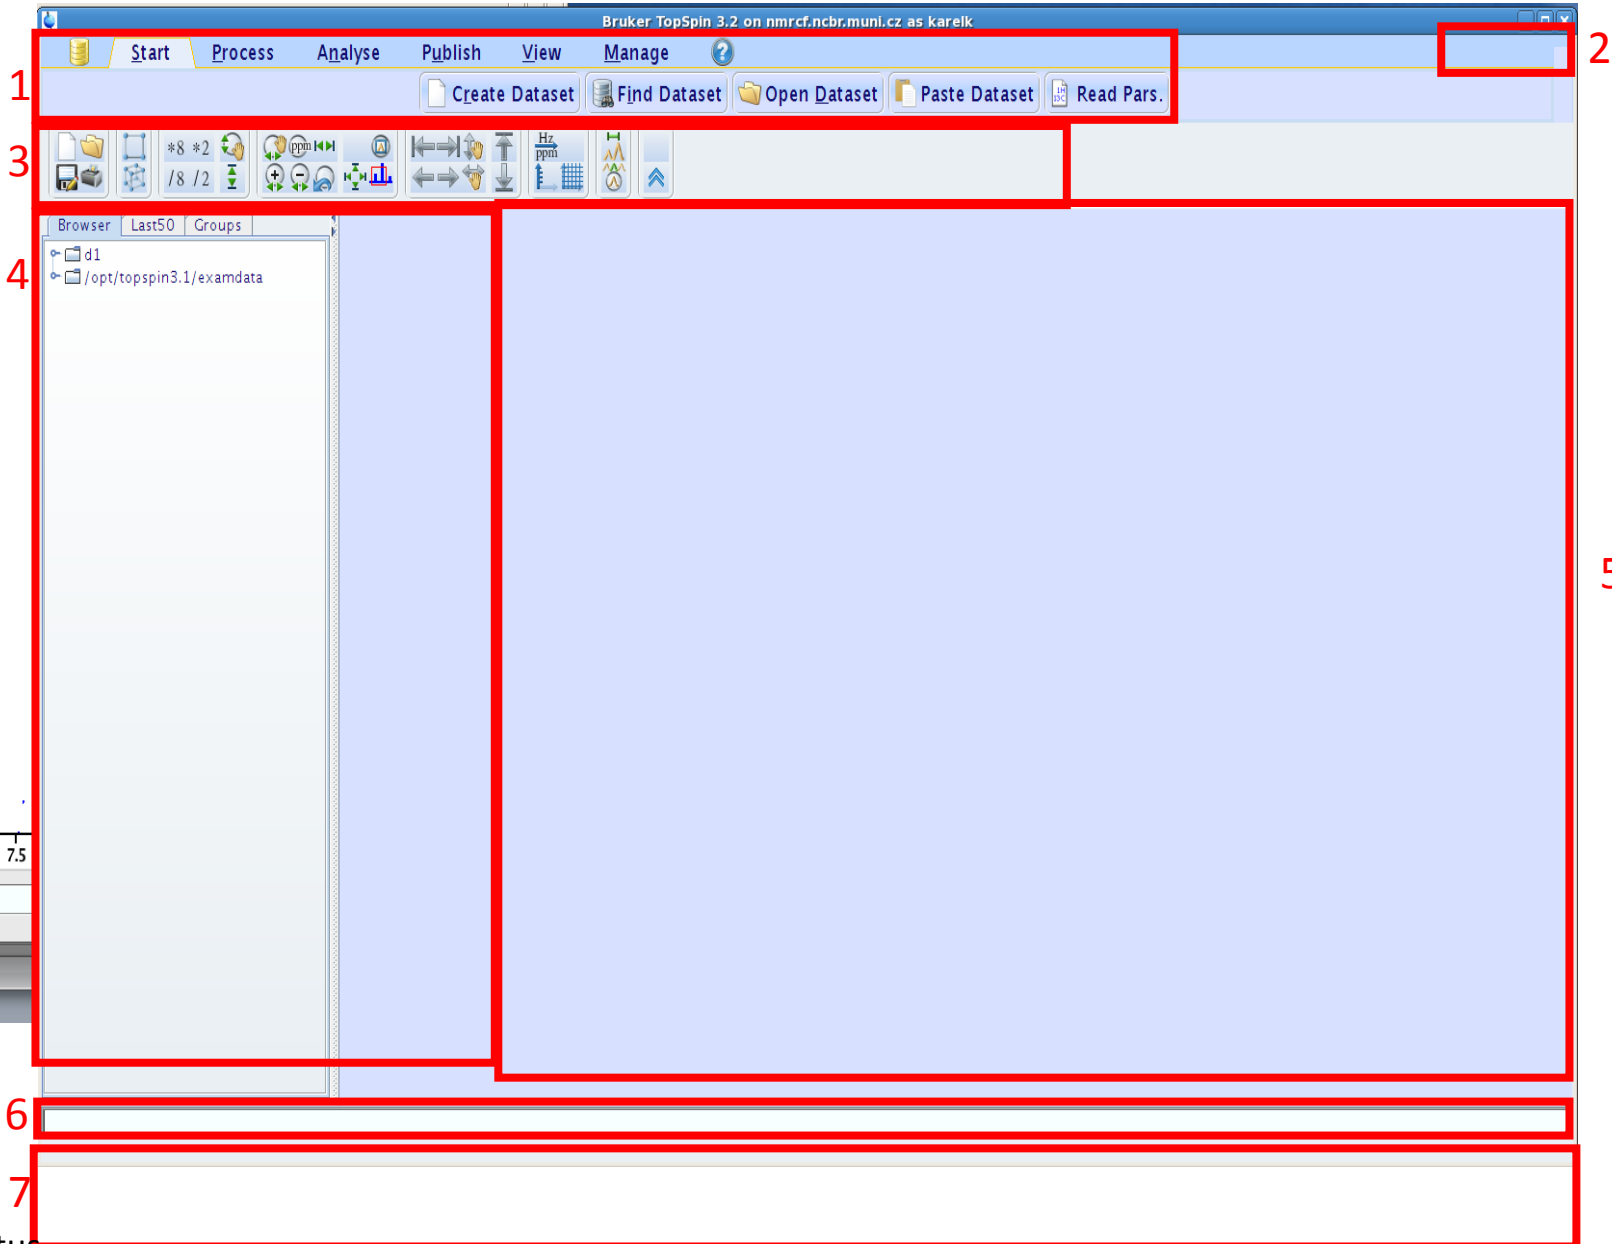 Bruker TopSpin 3.2 on nmrcf.ncbr.muni.cz as karelk
2
Start Process Analyse Publish View Manage ?
1
Create Dataset Find Dataset Open Dataset Paste Dataset Read Pars.
3
*8 *2 ppm Hz ppm
/8 /2
Browser Last50 Groups
4
d1
/opt/topspin3.1/examdata
5
7.5
6
7